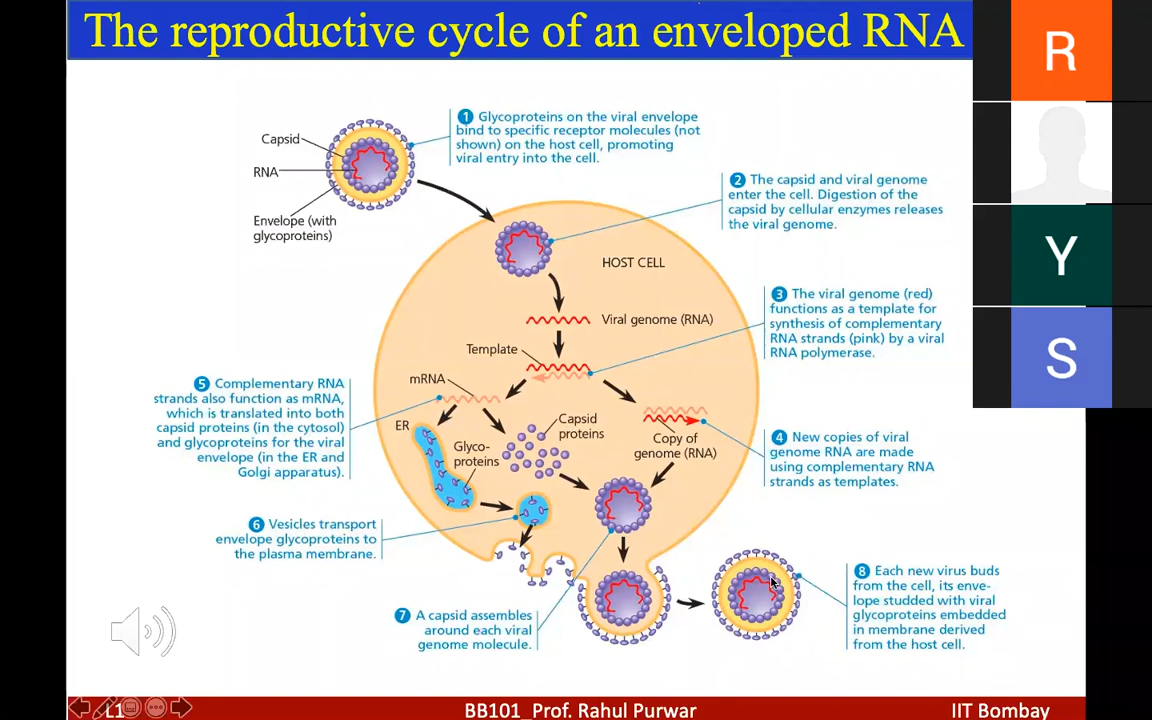 The reproductive cycle of an enveloped RNA
R
Y
S
1 Glycoproteins on the viral envelope
bind to specific receptor molecules (not
shown) on the host cell, promoting
viral entry into the cell.
Capsid
RNA
Envelope (with
glycoproteins)
2 The capsid and viral genome
enter the cell. Digestion of the
capsid by cellular enzymes releases
the viral genome.
HOST CELL
3 The viral genome (red)
functions as a template for
synthesis of complementary
RNA strands (pink) by a viral
RNA polymerase.
Viral genome (RNA)
Template
mRNA
5 Complementary RNA
strands also function as mRNA,
which is translated into both
capsid proteins (in the cytosol)
and glycoproteins for the viral
envelope (in the ER and
Golgi apparatus).
ER
Capsid
proteins
Glyco-
proteins
Copy of
genome (RNA)
4 New copies of viral
genome RNA are made
using complementary RNA
strands as templates.
6 Vesicles transport
envelope glycoproteins to
the plasma membrane.
7 A capsid assembles
around each viral
genome molecule.
8 Each new virus buds
from the cell, its enve-
lope studded with viral
glycoproteins embedded
in membrane derived
from the host cell.
L1
BB101_Prof. Rahul Purwar
IIT Bombay